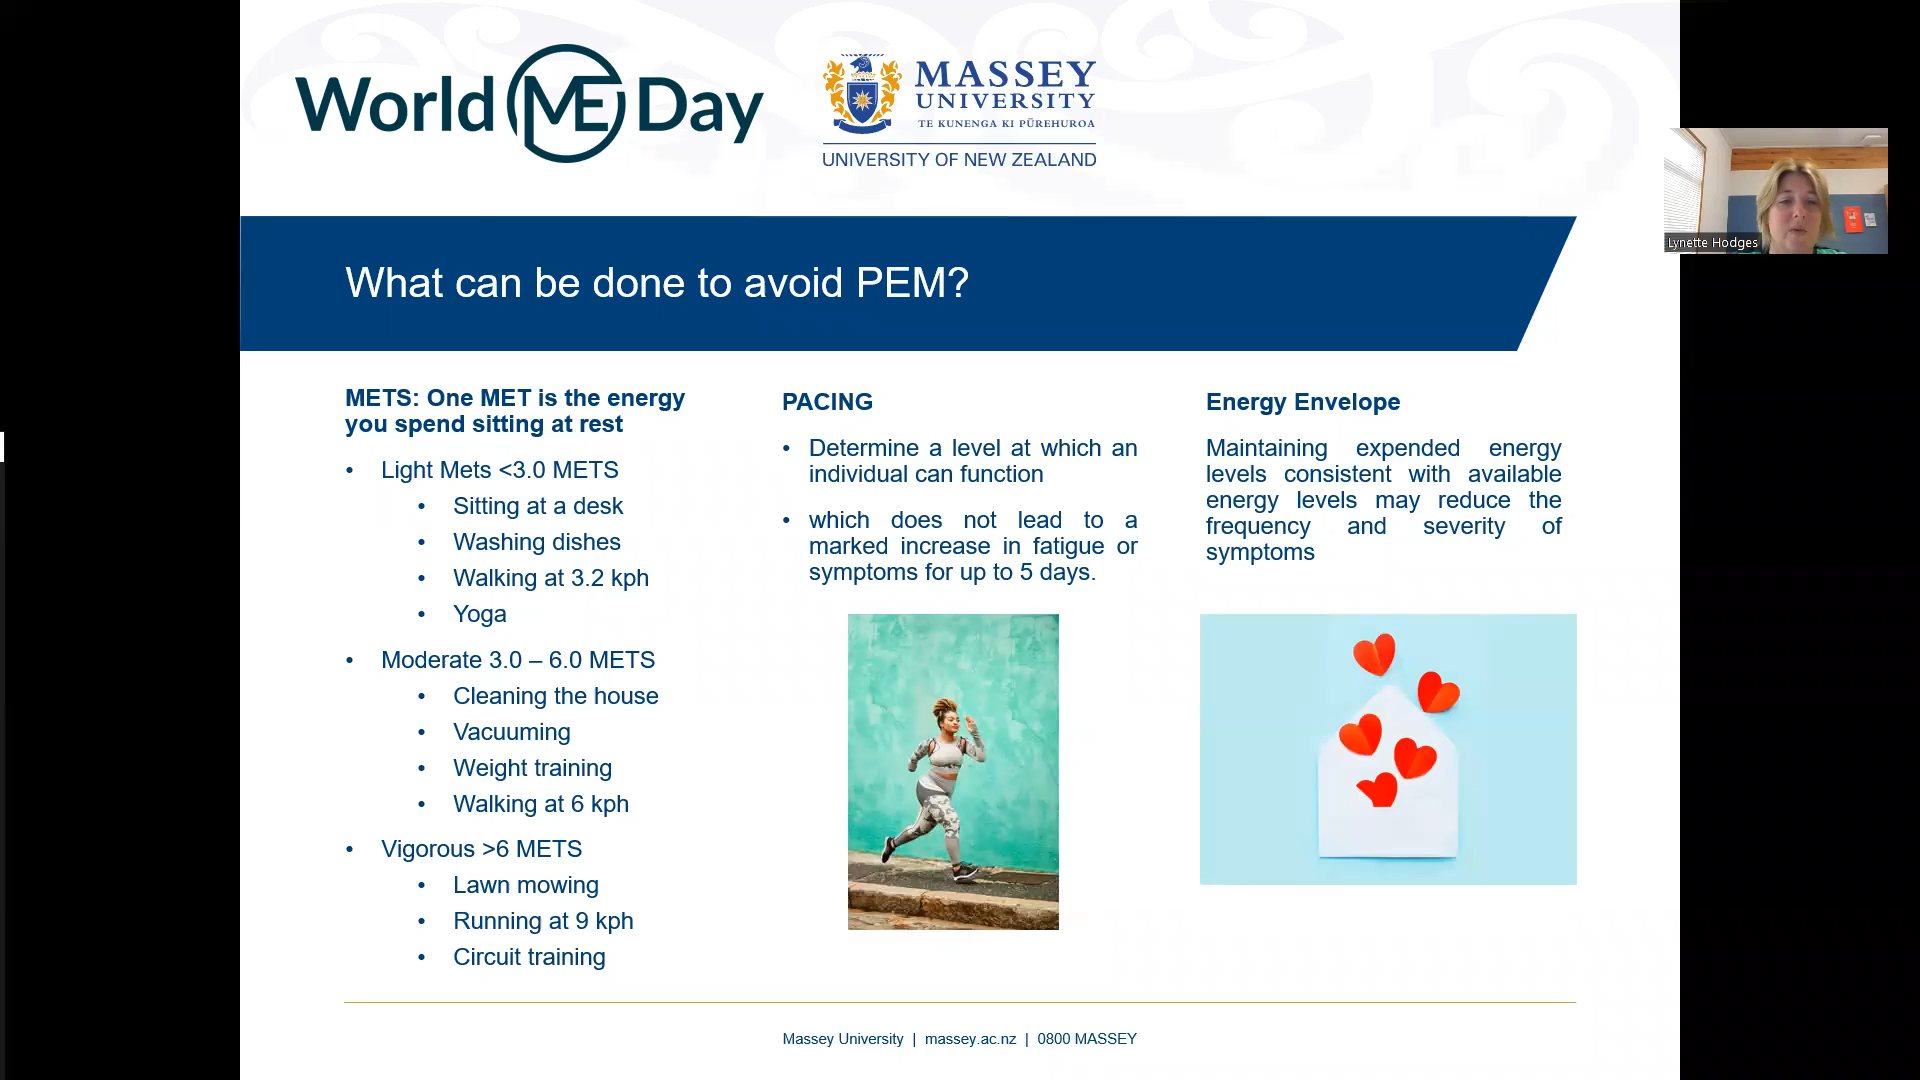 World ME Day
MASSEY
UNIVERSITY
TE KUNENGA KI PŪREHUROA
UNIVERSITY OF NEW ZEALAND
Lynette Hodges
What can be done to avoid PEM?
METS: One MET is the energy
you spend sitting at rest
• Light Mets <3.0 METS
• Sitting at a desk
• Washing dishes
• Walking at 3.2 kph
• Yoga
• Moderate 3.0 – 6.0 METS
• Cleaning the house
• Vacuuming
• Weight training
• Walking at 6 kph
• Vigorous >6 METS
• Lawn mowing
• Running at 9 kph
• Circuit training
PACING
• Determine a level at which an
individual can function
• which does not lead to a
marked increase in fatigue or
symptoms for up to 5 days.
Energy Envelope
Maintaining expended energy
levels consistent with available
energy levels may reduce the
frequency and severity of
symptoms
Massey University | massey.ac.nz | 0800 MASSEY